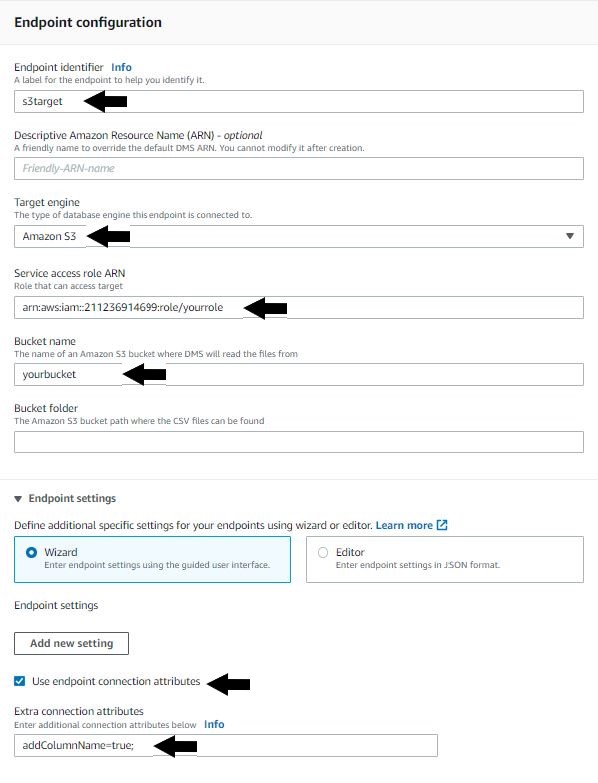 Endpoint configuration
Endpoint identifier Info
A label for the endpoint to help you identify it.
s3target
Descriptive Amazon Resource Name (ARN) - optional
A friendly name to override the default DMS ARN. You cannot modify it after creation.
Friendly-ARN-name
Target engine
The type of database engine this endpoint is connected to.
Amazon S3
Service access role ARN
Role that can access target
arn:aws:iam::211236914699:role/yourrole
Bucket name
The name of an Amazon S3 bucket where DMS will read the files from
yourbucket
Bucket folder
The Amazon S3 bucket path where the CSV files can be found
Endpoint settings
Define additional specific settings for your endpoints using wizard or editor. Learn more
Wizard
Enter endpoint settings using the guided user interface.
Editor
Enter endpoint settings in JSON format.
Endpoint settings
Add new setting
Use endpoint connection attributes
Extra connection attributes
Enter additional connection attributes below Info
addColumnName=true;